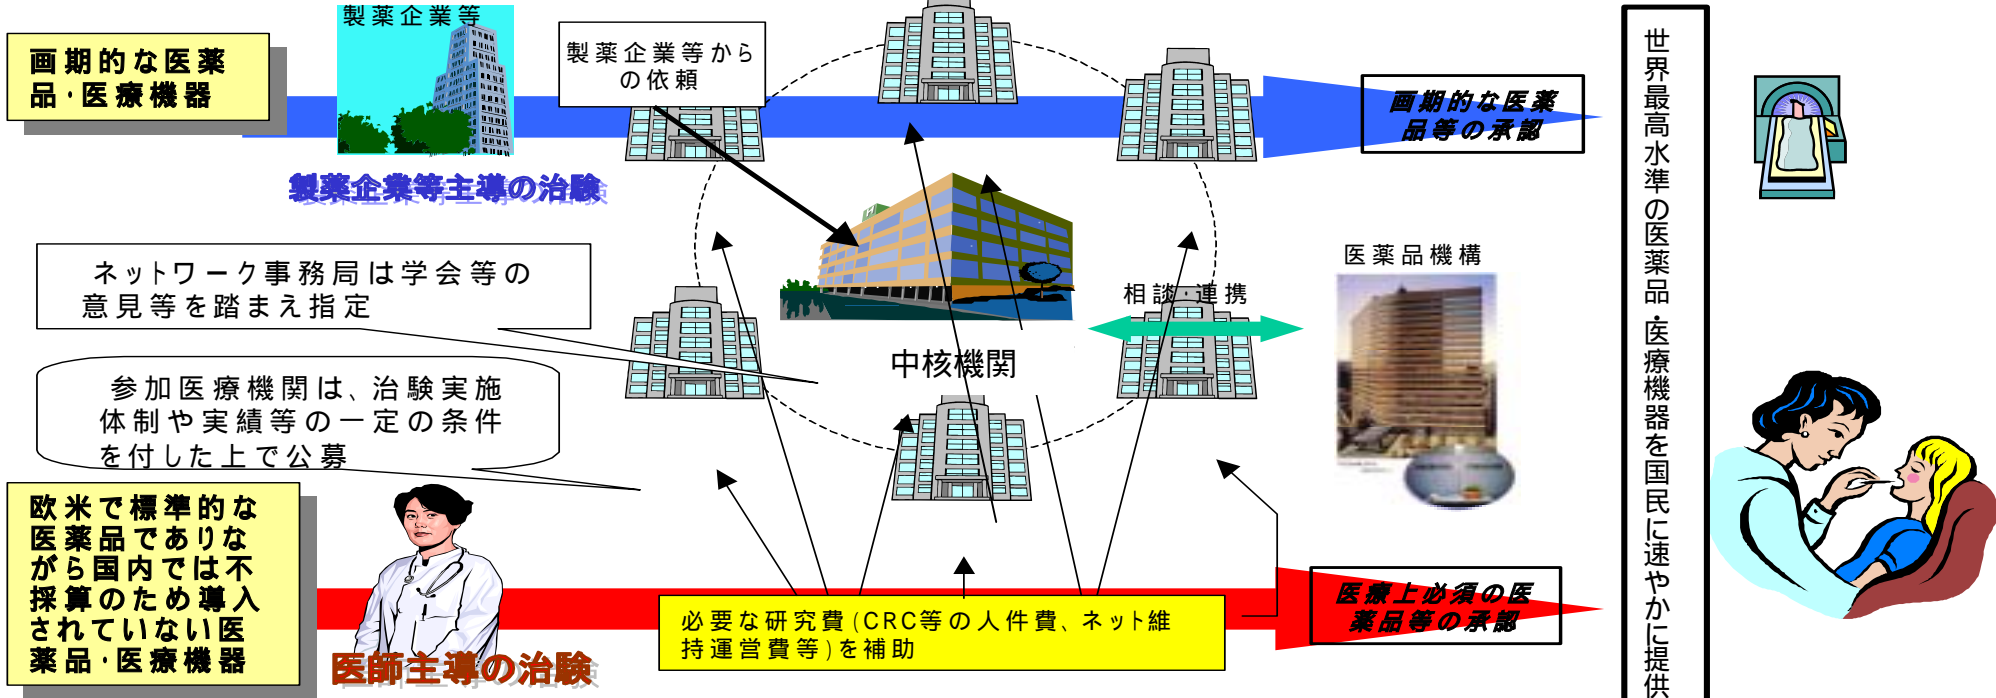 製薬企業等
画期的な医薬
品・医療機器
製薬企業等から
の依頼
画期的な医薬
品等の承認
製薬企業等主導の治験
ネットワーク事務局は学会等の
意見等を踏まえ指定
医薬品機構
相談・連携
中核機関
参加医療機関は、治験実施
体制や実績等の一定の条件
を付した上で公募
欧米で標準的な
医薬品でありな
がら国内では不
採算のため導入
されていない医
薬品・医療機器
医師主導の治験
必要な研究費(CRC等の人件費、ネット維
持運営費等)を補助
医療上必須の医
薬品等の承認
世界最高水準の医薬品・医療機器を国民に速やかに提供
H